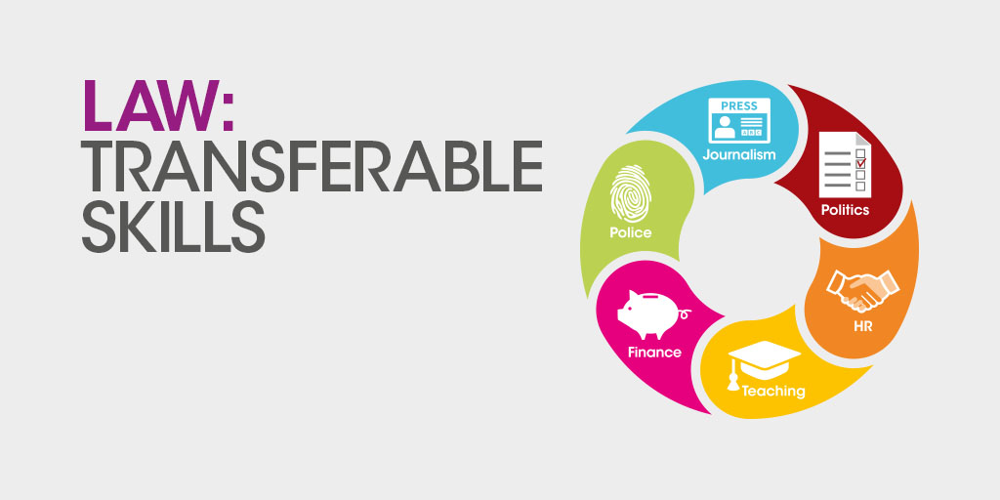 LAW:
TRANSFERABLE
SKILLS
PRESS
ABC
Journalism
Politics
HR
Teaching
Finance
Police